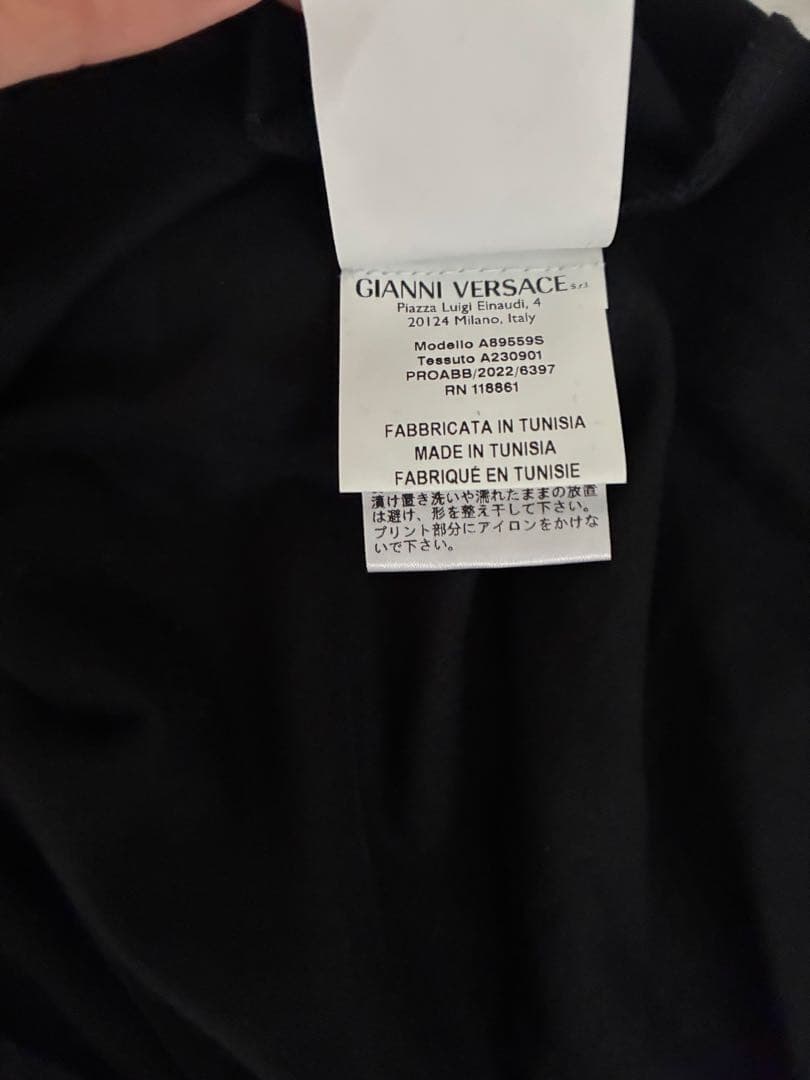 GIANNI VERSACE S.r.l.
Piazza Luigi Einaudi, 4
20124 Milano, Italy
Modello A89559S
Tessuto A230901
PROABB/2022/6397
RN 118861
FABBRICATA IN TUNISIA
MADE IN TUNISIA
FABRIQUÉ EN TUNISIE
漬け置き洗いや濡れたままの放置
は避け、形を整え干して下さい。
プリント部分にアイロンをかけな
いで下さい。